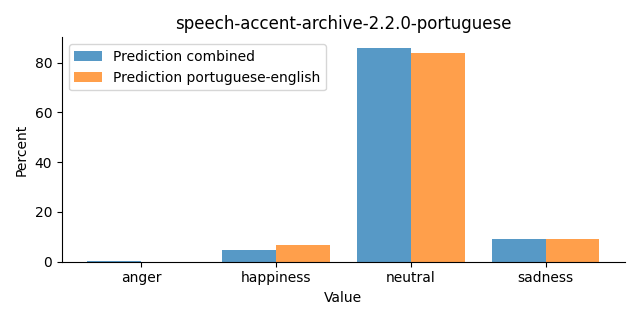 speech-accent-archive-2.2.0-portuguese
Prediction combined
Prediction portuguese-english
Percent
80
60
40
20
0
anger happiness neutral sadness
Value